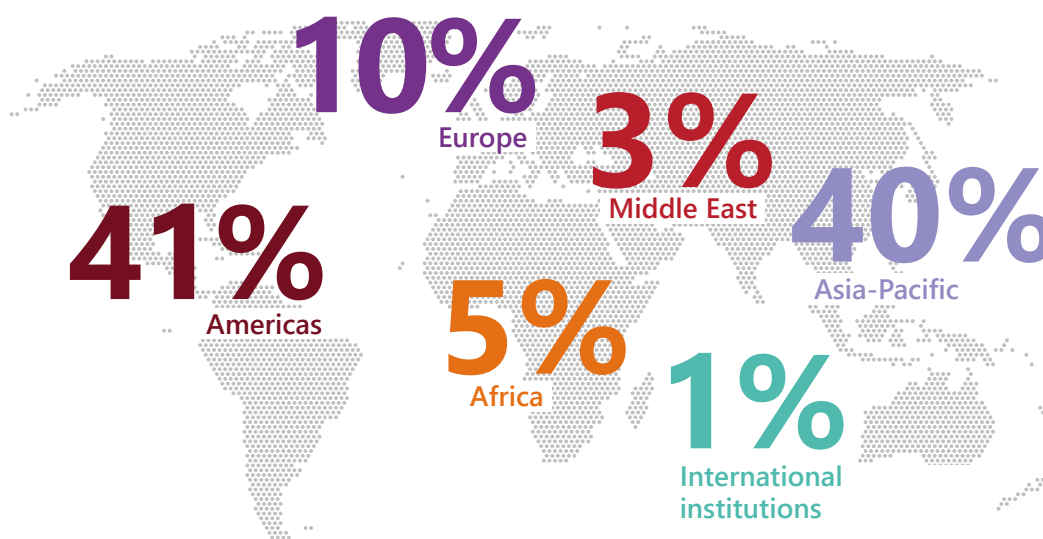 10%
Europe
3%
Middle East
40%
Asia-Pacific
41%
Americas
5%
Africa
1%
International
institutions